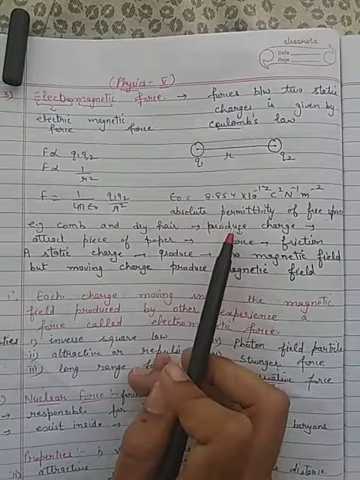 classmate
Date
Page
(Physics - V)
3) Electromagnetic force → forces b/w two static
charges is given by
electric magnetic Coulomb's law
force force
F α q1q2
F α 1/r²
q1 r q2
F = 1/4πε0 q1q2/r² ε0 = 8.854 × 10⁻¹² C² N⁻¹ m⁻²
absolute permittivity of free
eg comb and dry hair → produce charge →
attract piece of paper → → friction
A static charge → produce → no magnetic field
but moving charge produce magnetic field
∴ Each charge moving in the magnetic
field produced by other experience a
force called electromagnetic force
i) inverse square law iv) Photon field particle
ii) attractive or v) stronger force
iii) long range force
Nuclear Force
→ responsible for
→ exist inside baryons
Properties :-
i) attractive distance